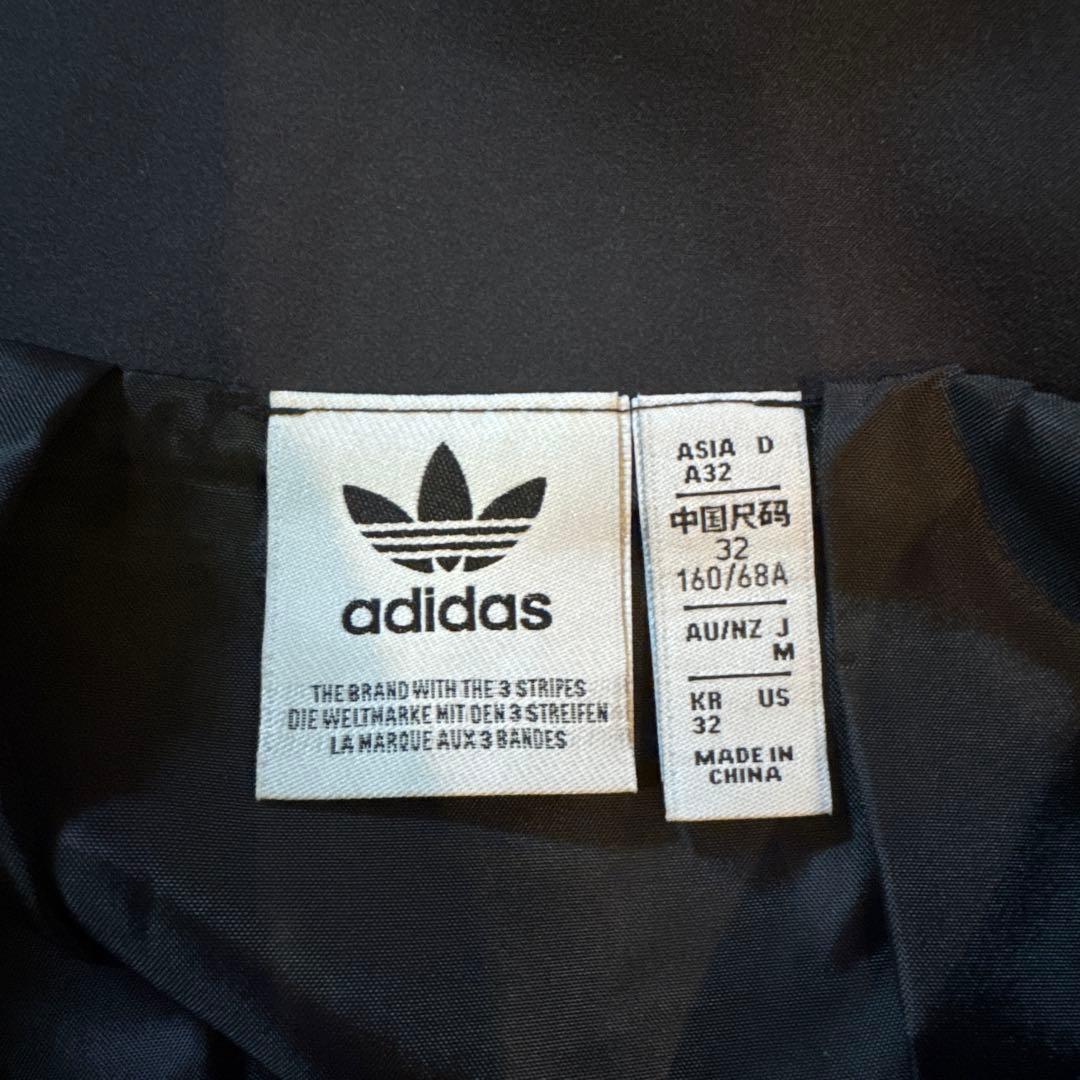 adidas
THE BRAND WITH THE 3 STRIPES
DIE WELTMARKE MIT DEN 3 STREIFEN
LA MARQUE AUX 3 BANDES
ASIA D
A32
中国尺码
32
160/68A
AU/NZ J
M
KR US
32
MADE IN
CHINA